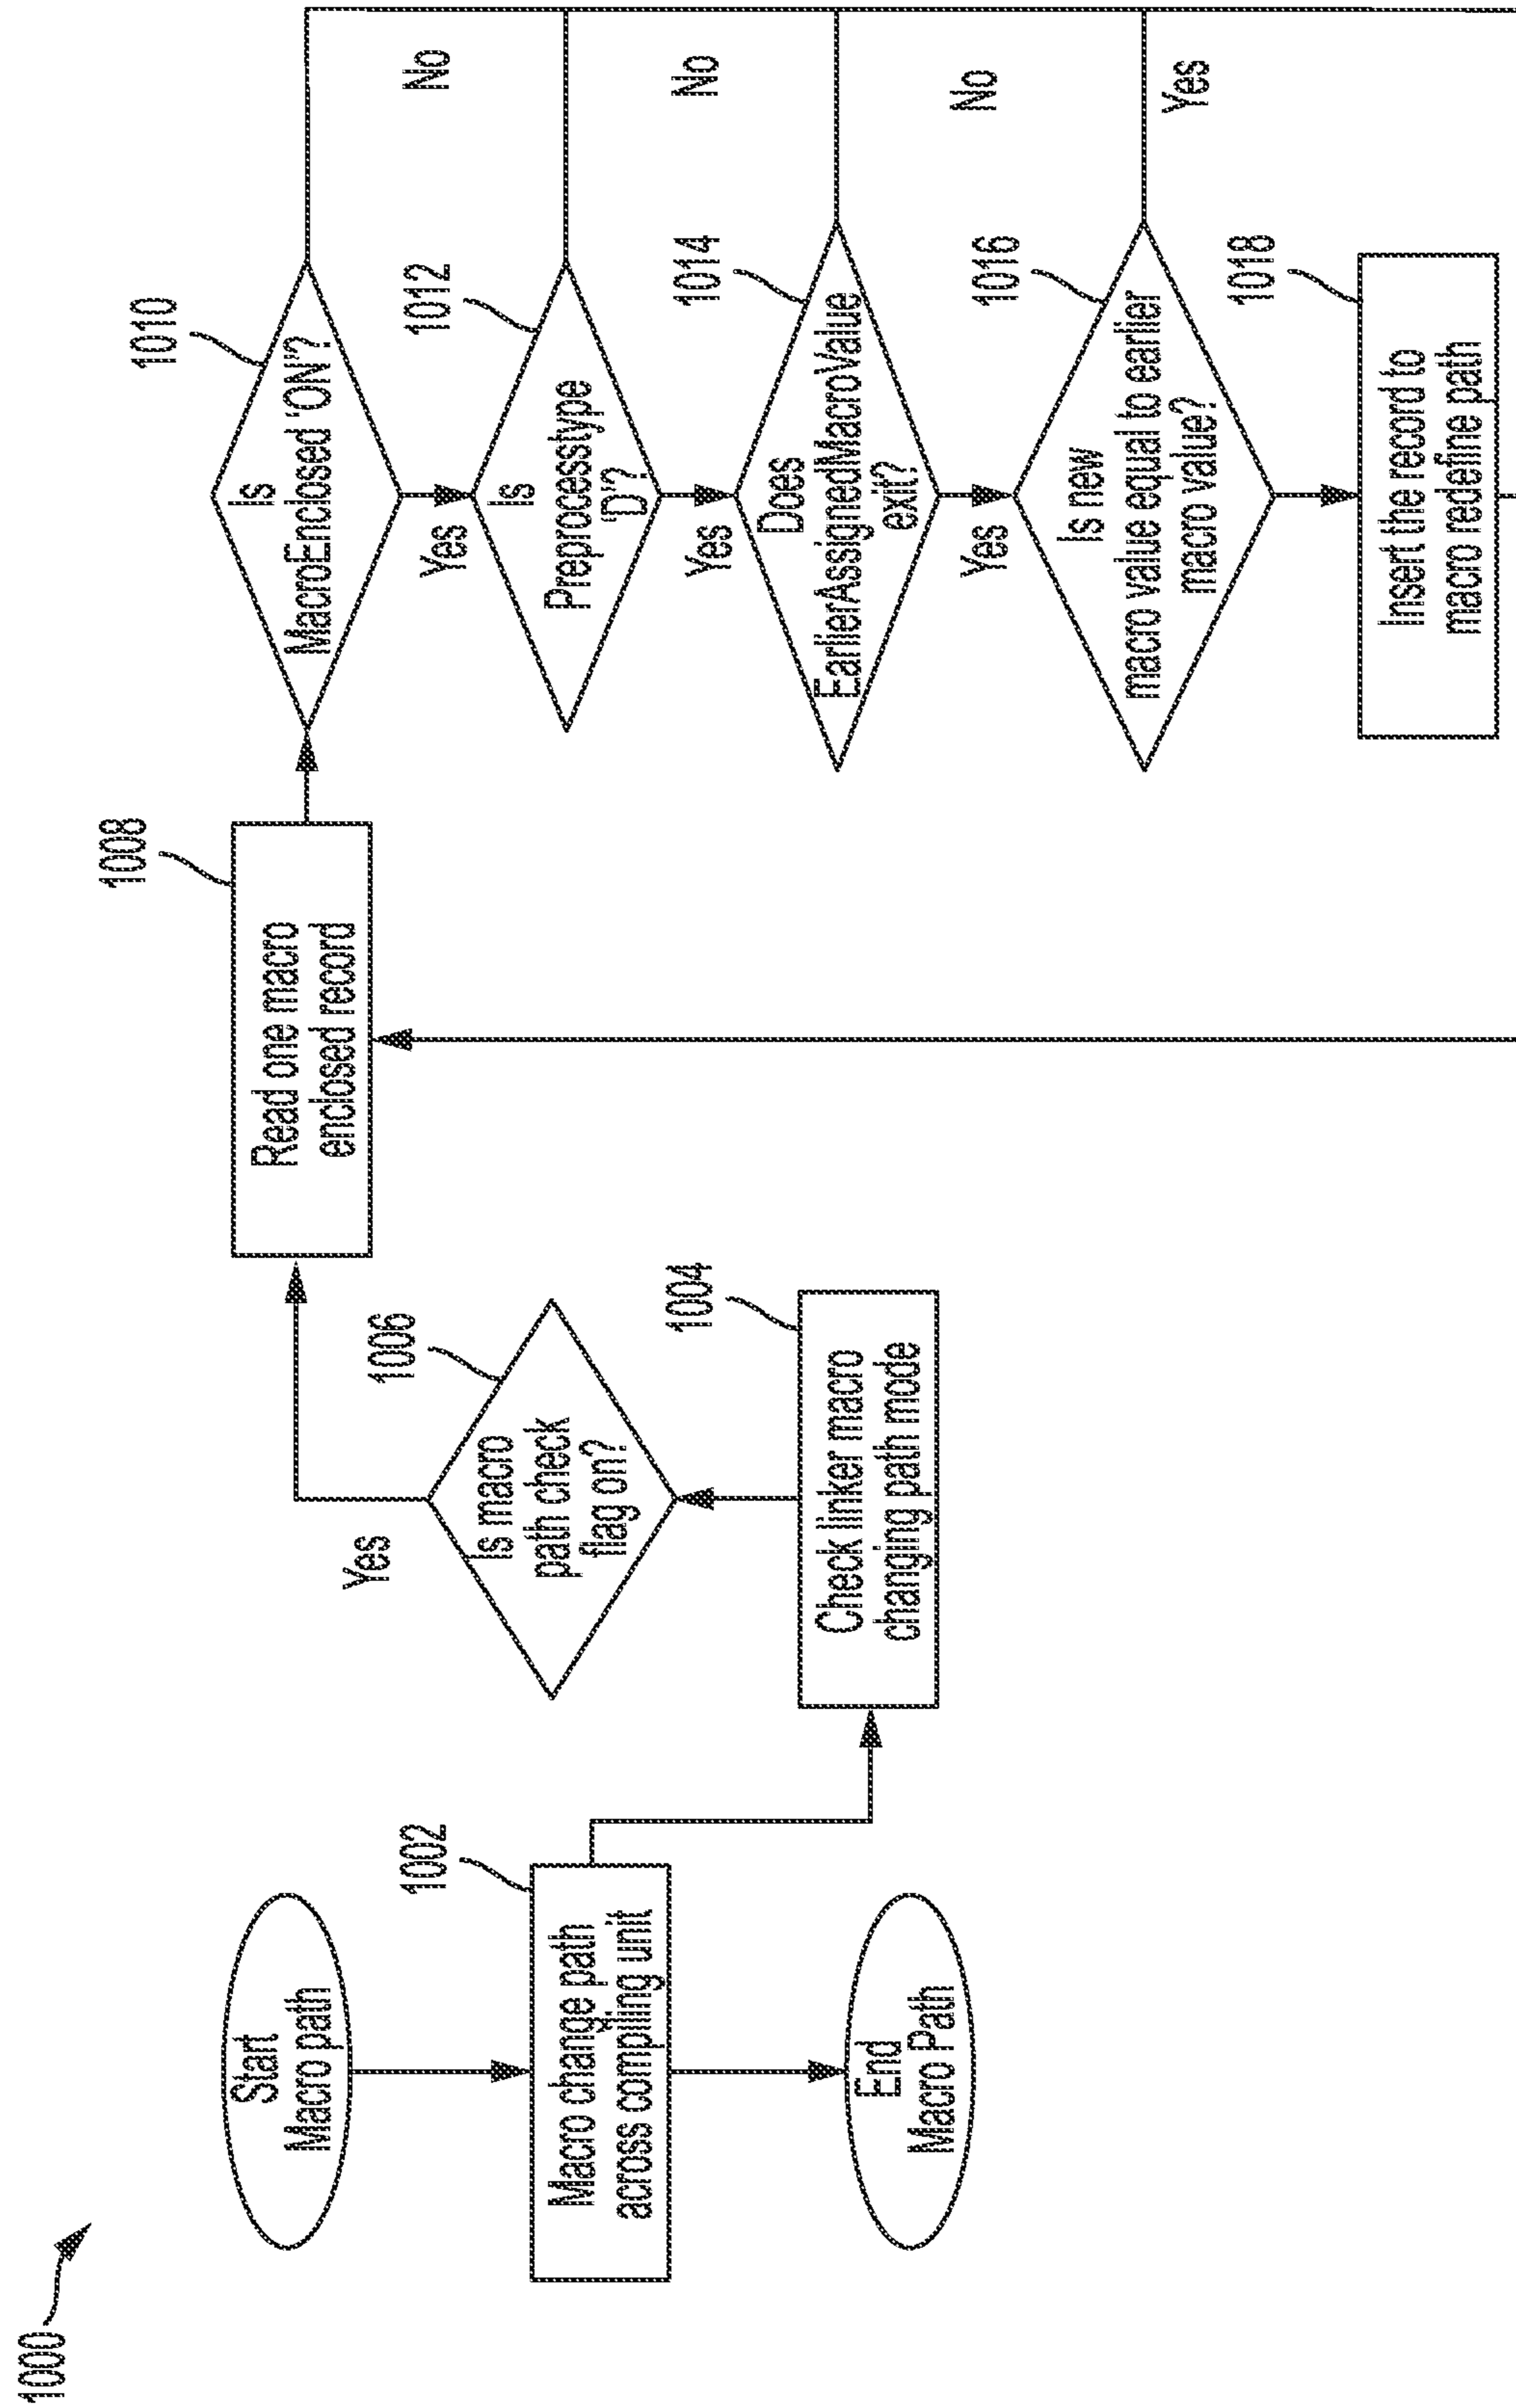 1000
Start
Macro path
1002
Macro change path
across compiling unit
End
Macro Path
1004
Check linker macro
changing path mode
1006
Is macro
path check
flag on?
Yes
1008
Read one macro
enclosed record
1010
Is
MacroEnclosed 'ON'?
No
Yes
1012
Is
Preprocesstype
'D'?
No
Yes
1014
Does
EarlierAssignedMacroValue
exit?
No
Yes
1016
Is new
macro value equal to earlier
macro value?
Yes
1018
Insert the record to
macro redefine path